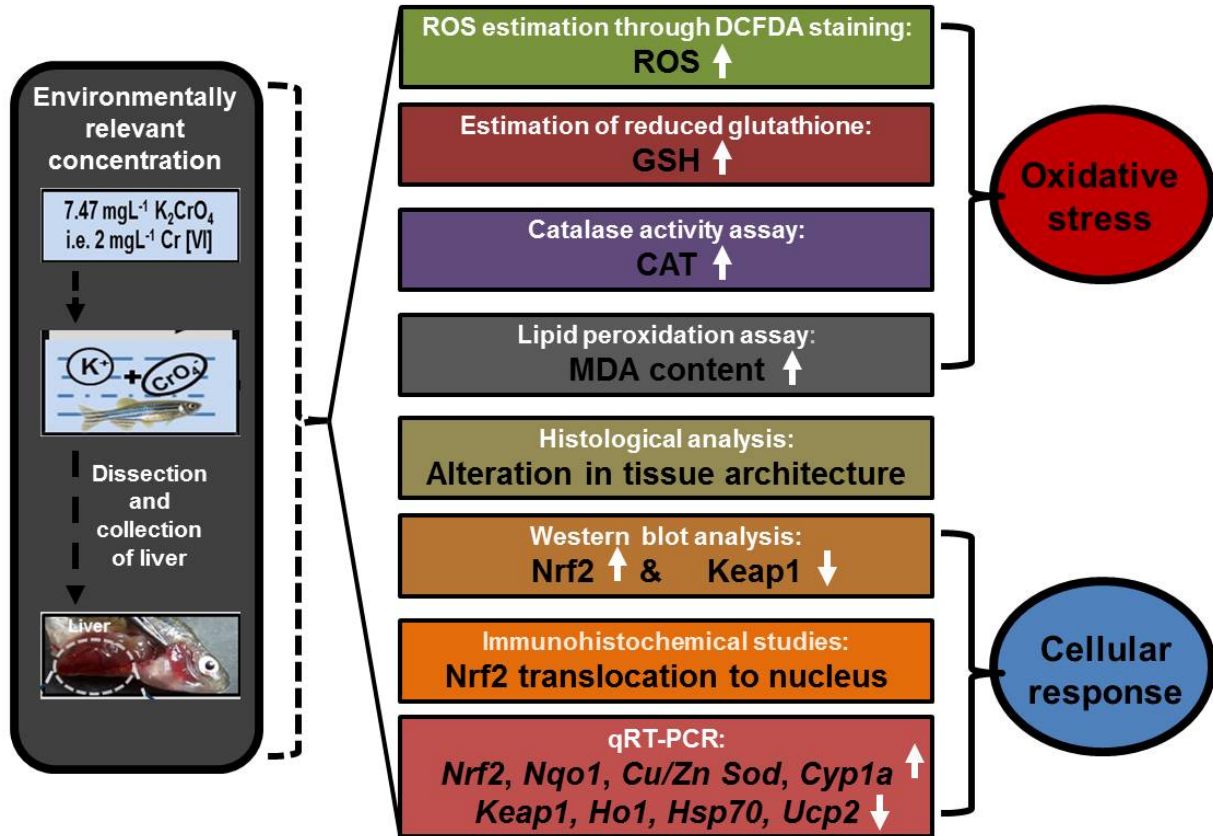 Environmentally
relevant
concentration
7.47 mgL⁻¹ K₂CrO₄
i.e. 2 mgL⁻¹ Cr [VI]
K⁺ + CrO₄⁻
Dissection
and
collection
of liver
Liver
ROS estimation through DCFDA staining:
ROS ↑
Estimation of reduced glutathione:
GSH ↑
Catalase activity assay:
CAT ↑
Lipid peroxidation assay:
MDA content ↑
Histological analysis:
Alteration in tissue architecture
Western blot analysis:
Nrf2 ↑ & Keap1 ↓
Immunohistochemical studies:
Nrf2 translocation to nucleus
qRT-PCR:
Nrf2, Nqo1, Cu/Zn Sod, Cyp1a ↑
Keap1, Ho1, Hsp70, Ucp2 ↓
Oxidative
stress
Cellular
response